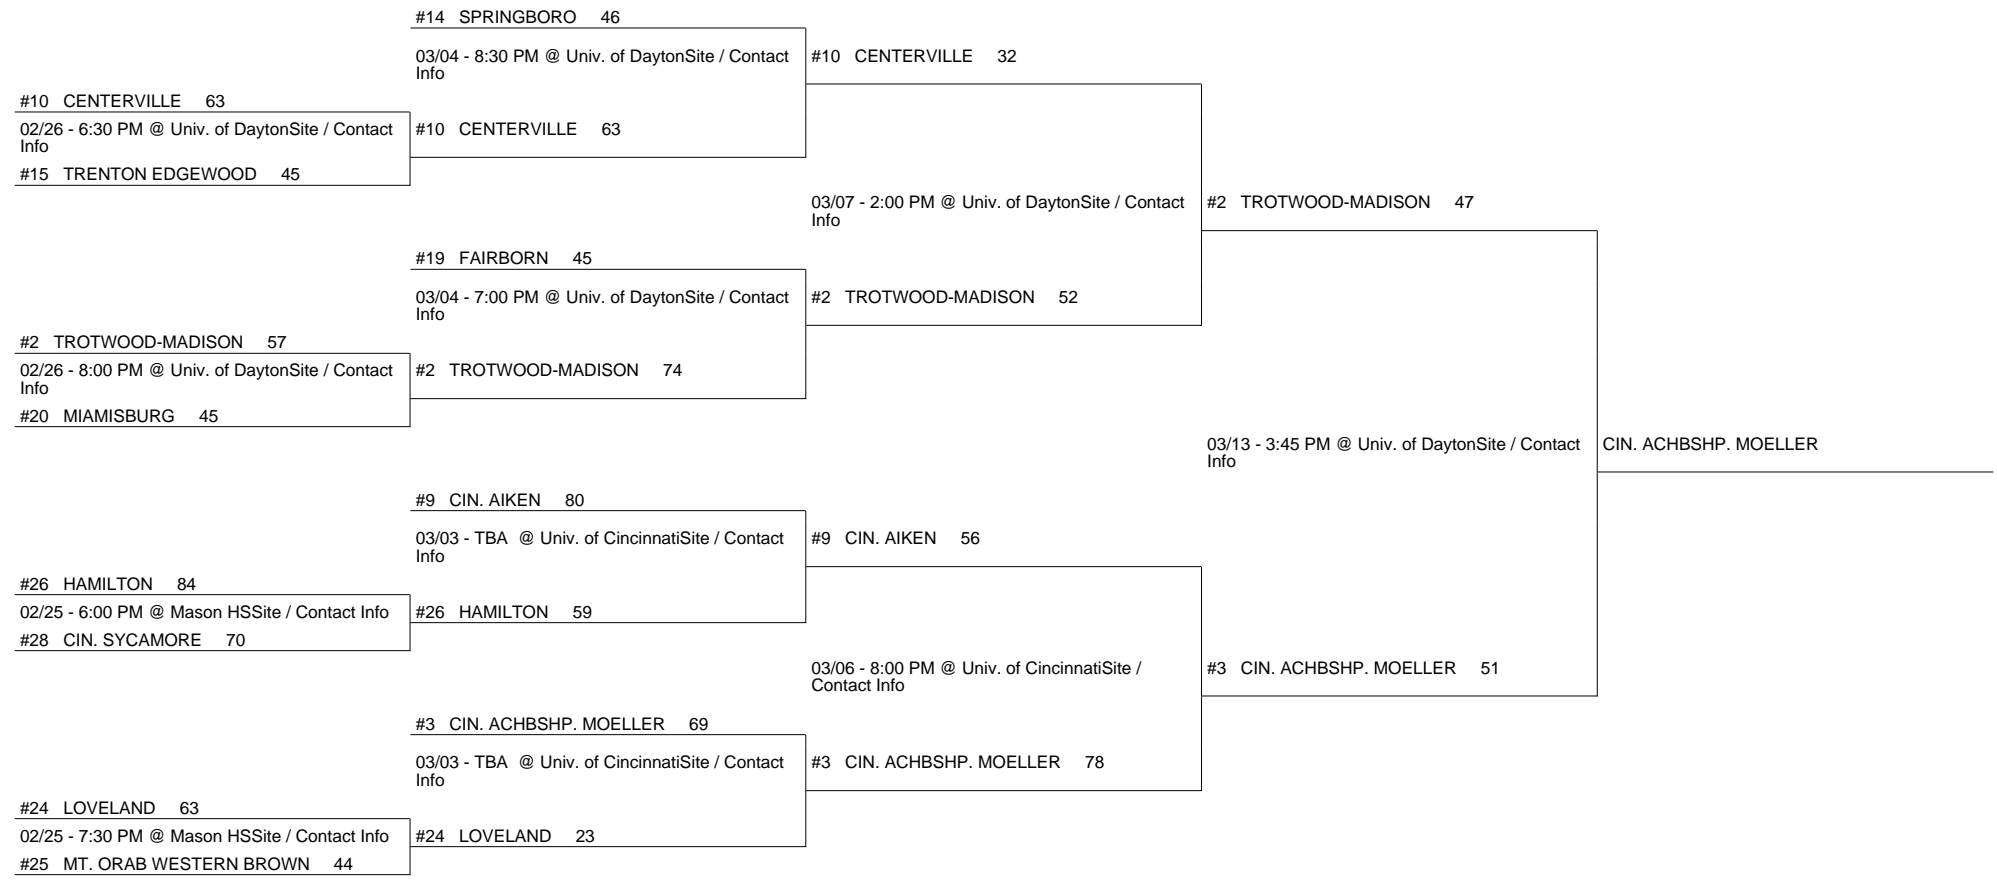 #14 SPRINGBORO 46
03/04 - 8:30 PM @ Univ. of DaytonSite / Contact
Info
#10 CENTERVILLE 32
#10 CENTERVILLE 63
02/26 - 6:30 PM @ Univ. of DaytonSite / Contact
Info
#10 CENTERVILLE 63
#15 TRENTON EDGEWOOD 45
03/07 - 2:00 PM @ Univ. of DaytonSite / Contact
Info
#2 TROTWOOD-MADISON 47
#19 FAIRBORN 45
03/04 - 7:00 PM @ Univ. of DaytonSite / Contact
Info
#2 TROTWOOD-MADISON 52
#2 TROTWOOD-MADISON 57
02/26 - 8:00 PM @ Univ. of DaytonSite / Contact
Info
#2 TROTWOOD-MADISON 74
#20 MIAMISBURG 45
03/13 - 3:45 PM @ Univ. of DaytonSite / Contact
Info
CIN. ACHBSHP. MOELLER
#9 CIN. AIKEN 80
03/03 - TBA @ Univ. of CincinnatiSite / Contact
Info
#9 CIN. AIKEN 56
#26 HAMILTON 84
02/25 - 6:00 PM @ Mason HSSite / Contact Info
#26 HAMILTON 59
#28 CIN. SYCAMORE 70
03/06 - 8:00 PM @ Univ. of CincinnatiSite /
Contact Info
#3 CIN. ACHBSHP. MOELLER 51
#3 CIN. ACHBSHP. MOELLER 69
03/03 - TBA @ Univ. of CincinnatiSite / Contact
Info
#3 CIN. ACHBSHP. MOELLER 78
#24 LOVELAND 63
02/25 - 7:30 PM @ Mason HSSite / Contact Info
#24 LOVELAND 23
#25 MT. ORAB WESTERN BROWN 44